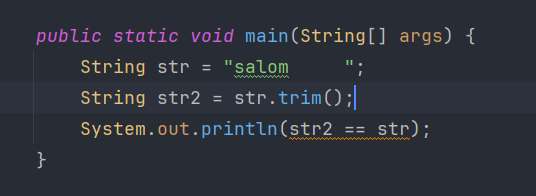 public static void main(String[] args) {
    String str = "salom     ";
    String str2 = str.trim();
    System.out.println(str2 == str);
}